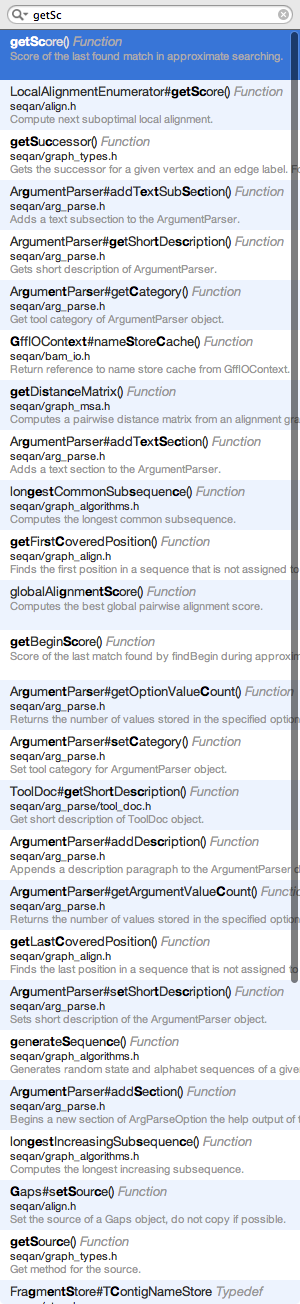 getSc
getScore() Function
Score of the last found match in approximate searching.
LocalAlignmentEnumerator#getScore() Function
seqan/align.h
Compute next suboptimal local alignment.
getSuccessor() Function
seqan/graph_types.h
Gets the successor for a given vertex and an edge label. Fo
ArgumentParser#addTextSubSection() Function
seqan/arg_parse.h
Adds a text subsection to the ArgumentParser.
ArgumentParser#getShortDescription() Function
seqan/arg_parse.h
Gets short description of ArgumentParser.
ArgumentParser#getCategory() Function
seqan/arg_parse.h
Get tool category of ArgumentParser object.
GffIOContext#nameStoreCache() Function
seqan/bam_io.h
Return reference to name store cache from GffIOContext.
getDistanceMatrix() Function
seqan/graph_msa.h
Computes a pairwise distance matrix from an alignment gra
ArgumentParser#addTextSection() Function
seqan/arg_parse.h
Adds a text section to the ArgumentParser.
longestCommonSubsequence() Function
seqan/graph_algorithms.h
Computes the longest common subsequence.
getFirstCoveredPosition() Function
seqan/graph_align.h
Finds the first position in a sequence that is not assigned to
globalAlignmentScore() Function
Computes the best global pairwise alignment score.
getBeginScore() Function
Score of the last match found by findBegin during approxim
ArgumentParser#getOptionValueCount() Function
seqan/arg_parse.h
Returns the number of values stored in the specified option
ArgumentParser#setCategory() Function
seqan/arg_parse.h
Set tool category for ArgumentParser object.
ToolDoc#getShortDescription() Function
seqan/arg_parse/tool_doc.h
Get short description of ToolDoc object.
ArgumentParser#addDescription() Function
seqan/arg_parse.h
Appends a description paragraph to the ArgumentParser d
ArgumentParser#getArgumentValueCount() Functio
seqan/arg_parse.h
Returns the number of values stored in the specified option
getLastCoveredPosition() Function
seqan/graph_align.h
Finds the last position in a sequence that is not assigned to
ArgumentParser#setShortDescription() Function
seqan/arg_parse.h
Sets short description of the ArgumentParser object.
generateSequence() Function
seqan/graph_algorithms.h
Generates random state and alphabet sequences of a give
ArgumentParser#addSection() Function
seqan/arg_parse.h
Begins a new section of ArgParseOption the help output of t
longestIncreasingSubsequence() Function
seqan/graph_algorithms.h
Computes the longest increasing subsequence.
Gaps#setSource() Function
seqan/align.h
Set the source of a Gaps object, do not copy if possible.
getSource() Function
seqan/graph_types.h
Get method for the source.
FragmentStore#TContigNameStore Typedef